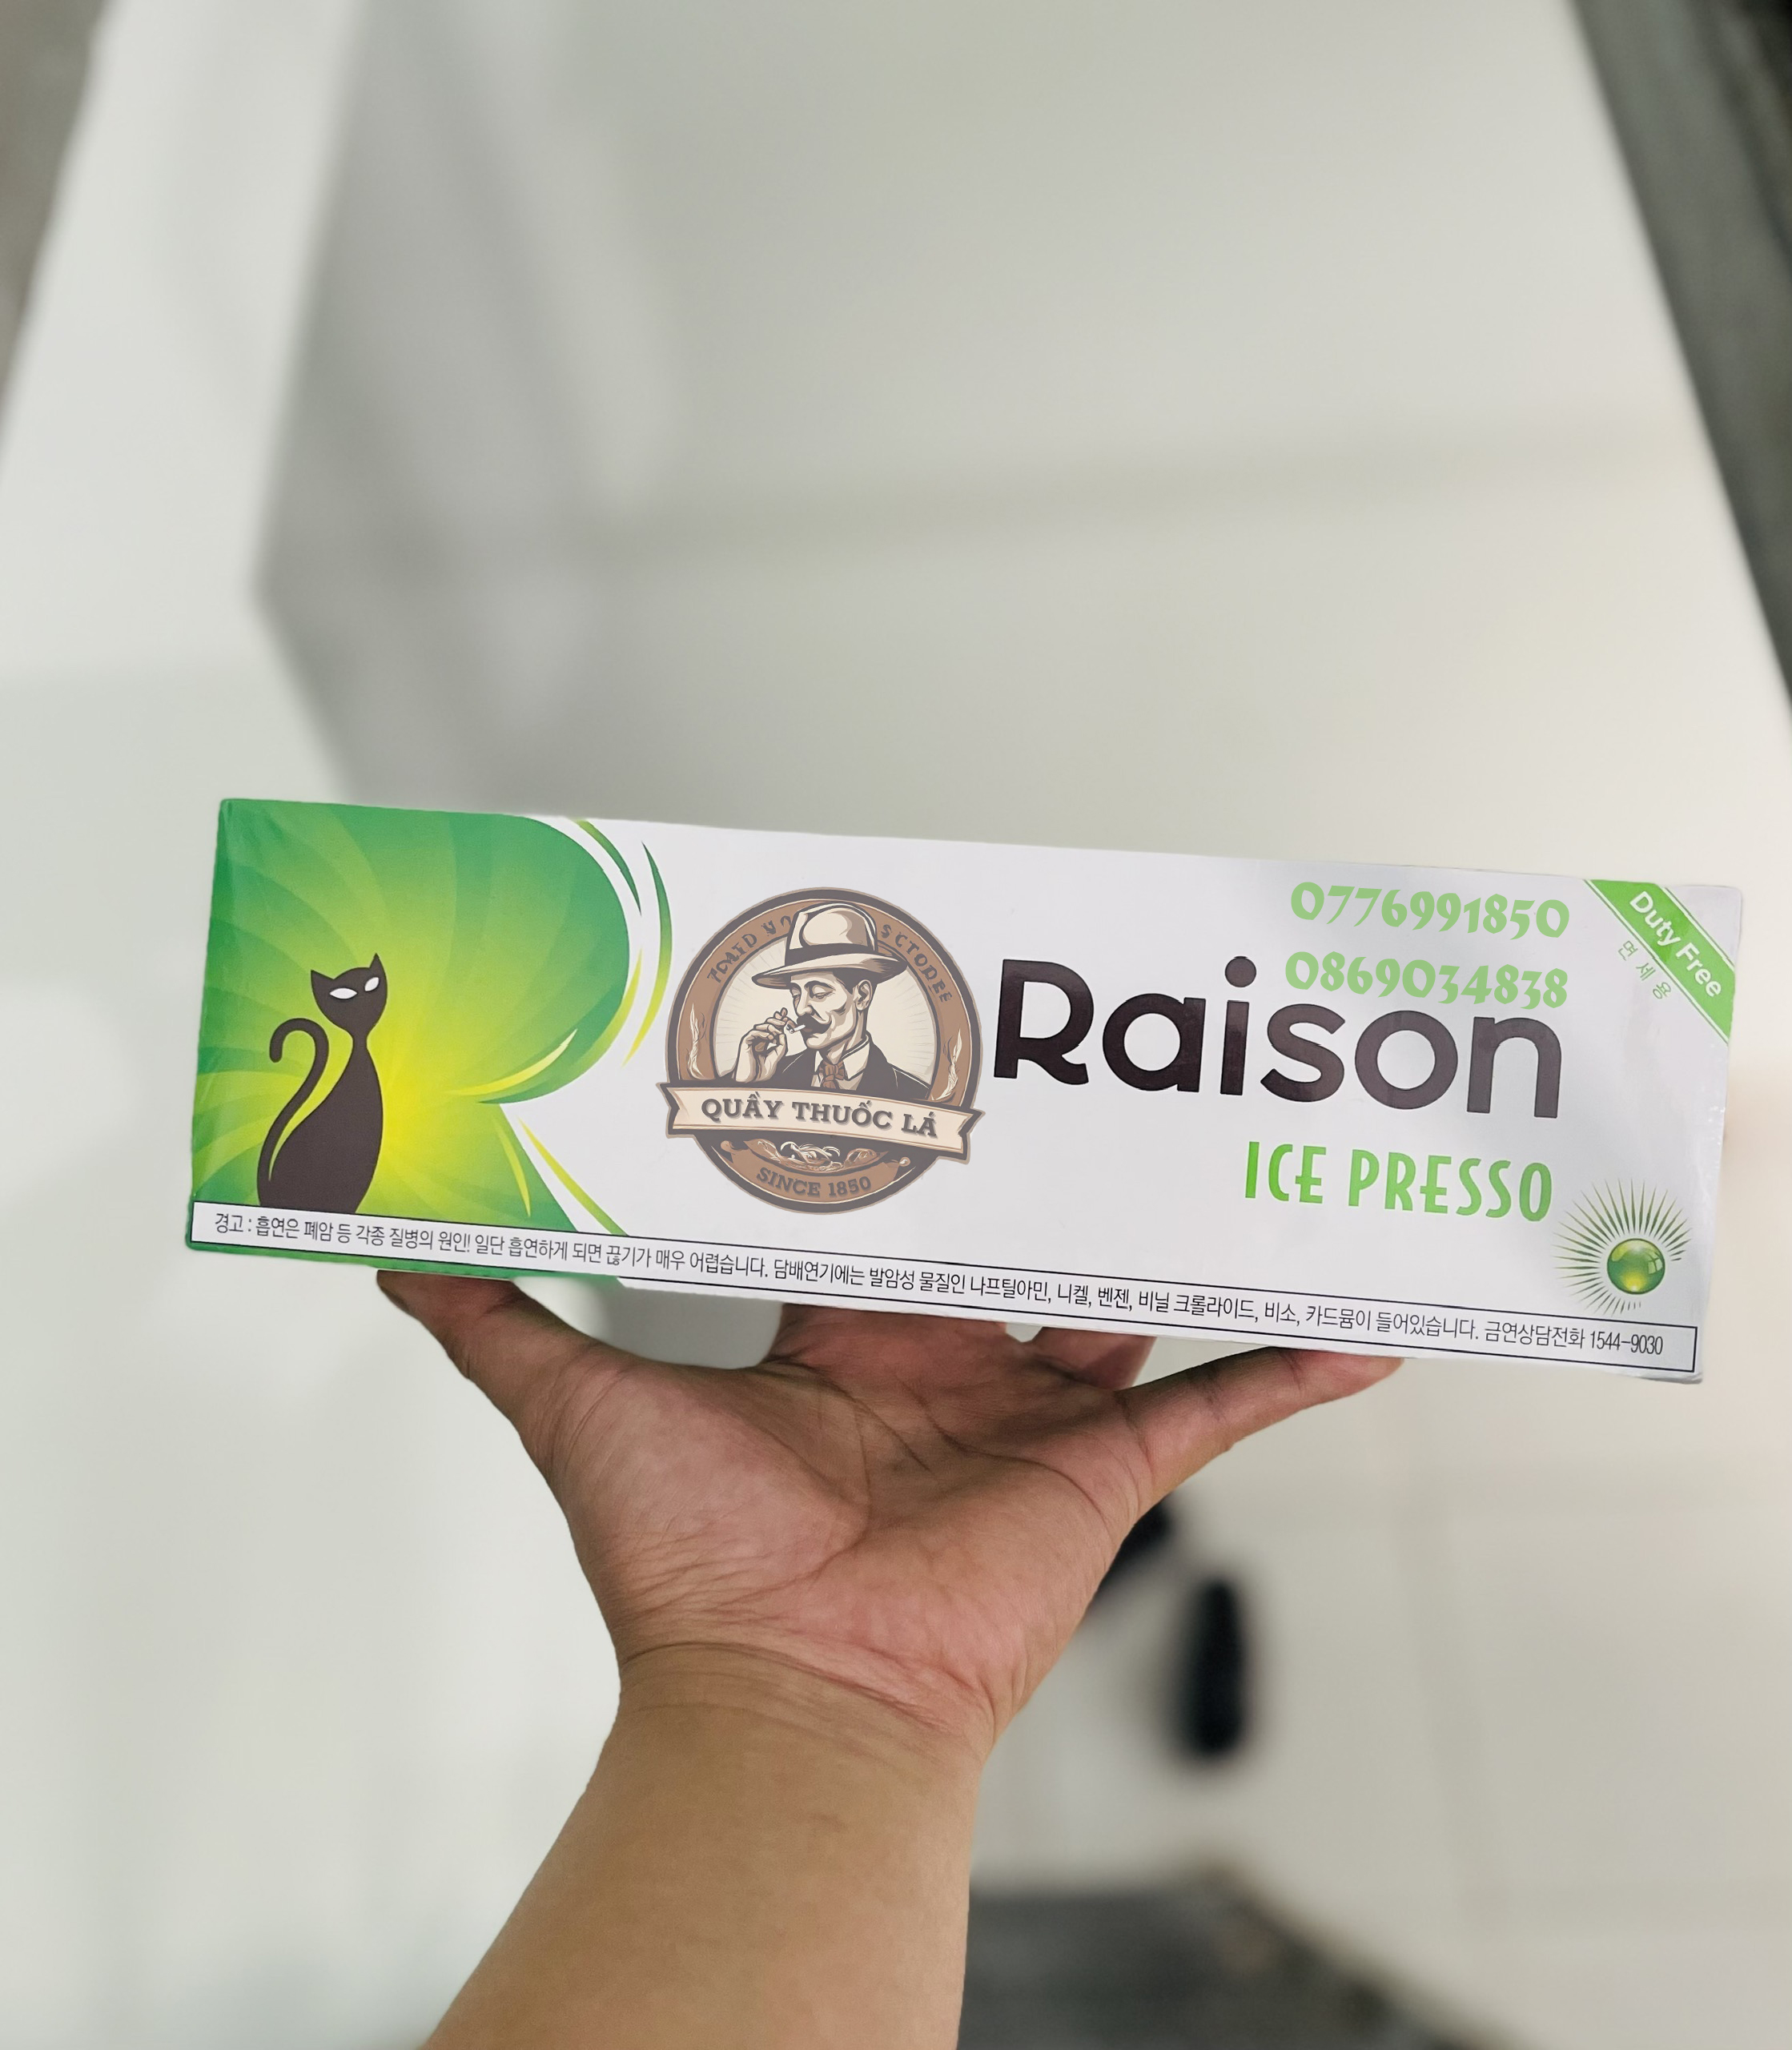 0776991850
0869034838
Duty Free
면세용
Raison
ICE PRESSO
QUẦY THUỐC LÁ
SINCE 1850
경고 : 흡연은 폐암 등 각종 질병의 원인! 일단 흡연하게 되면 끊기가 매우 어렵습니다. 담배연기에는 발암성 물질인 나프틸아민, 니켈, 벤젠, 비닐 크롤라이드, 비소, 카드뮴이 들어있습니다. 금연상담전화 1544-9030